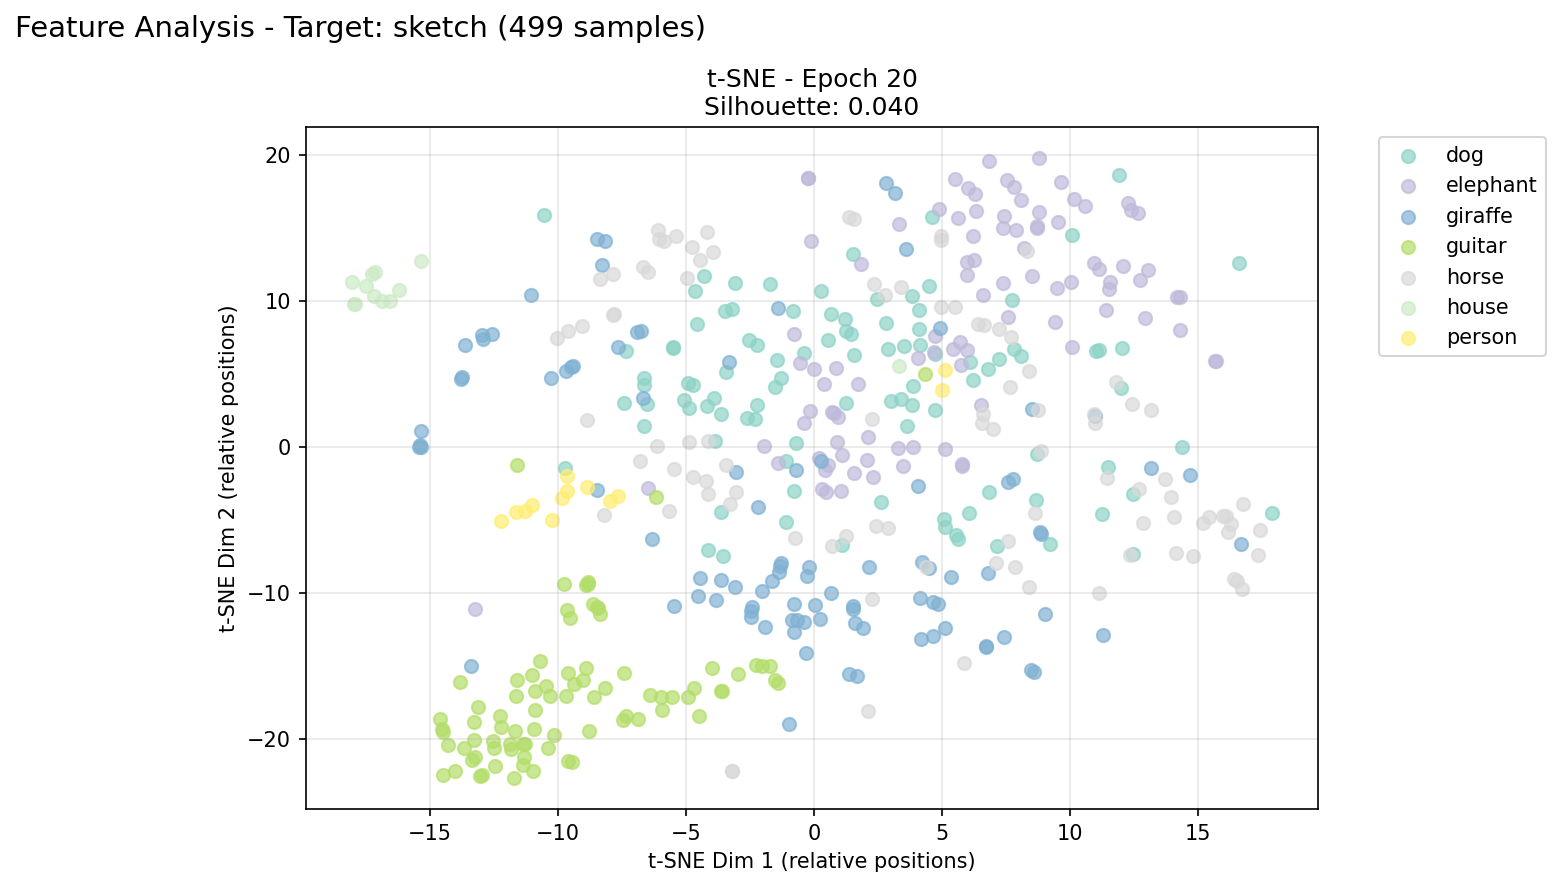 Feature Analysis - Target: sketch (499 samples)
t-SNE - Epoch 20
Silhouette: 0.040
dog
elephant
giraffe
guitar
horse
house
person
20
10
0
−10
−20
t-SNE Dim 2 (relative positions)
−15
−10
−5
0
5
10
15
t-SNE Dim 1 (relative positions)